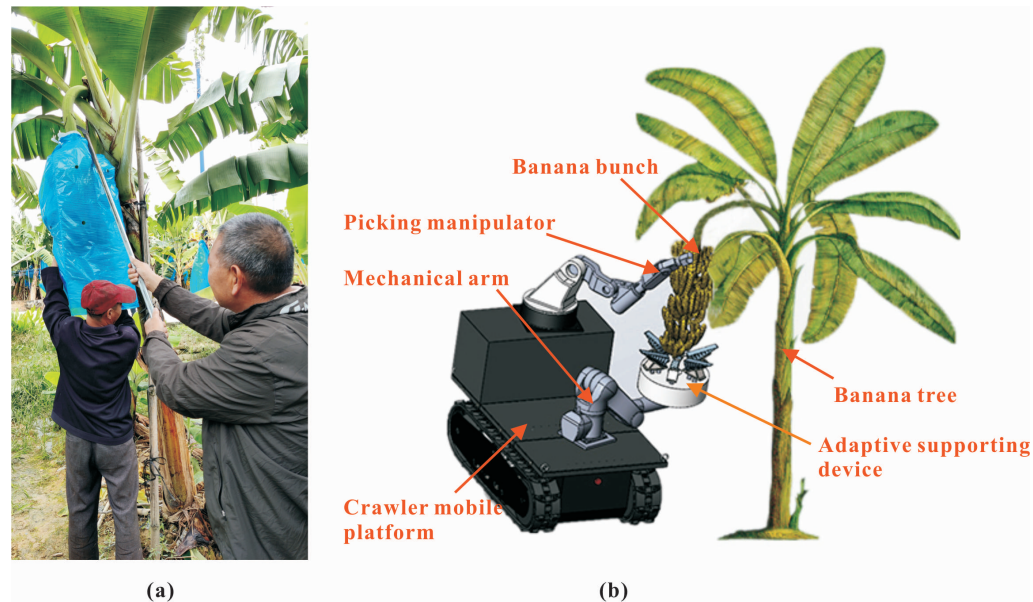 Banana bunch
Picking manipulator
Mechanical arm
Banana tree
Adaptive supporting
device
Crawler mobile
platform
(a)
(b)